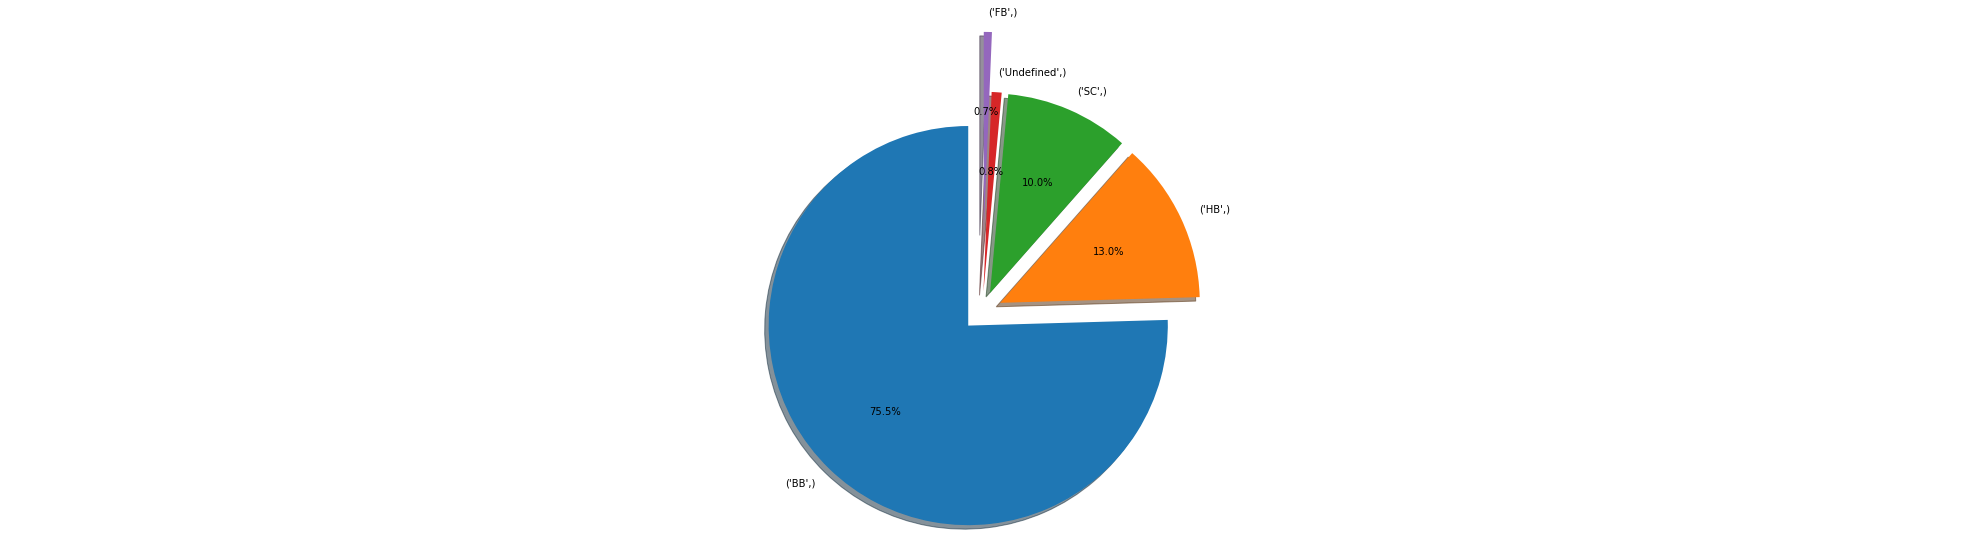 ('FB',)
('Undefined',)
('SC',)
0.7%
0.8%
10.0%
('HB',)
13.0%
75.5%
('BB',)